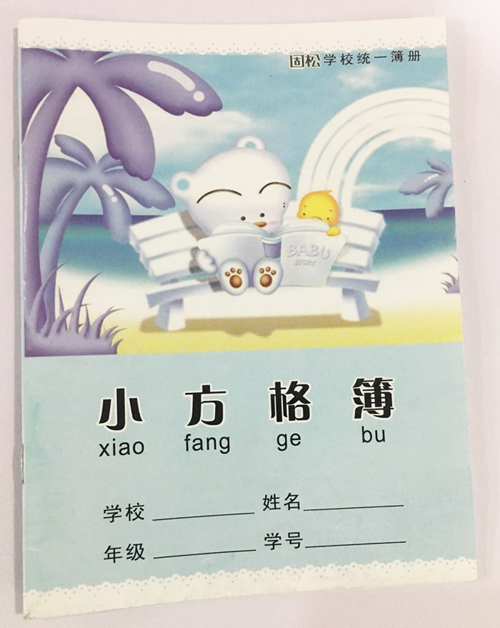 固松学校统一簿册
BABU
STORY
小方格簿
xiao fang ge bu
学校 姓名
年级 学号